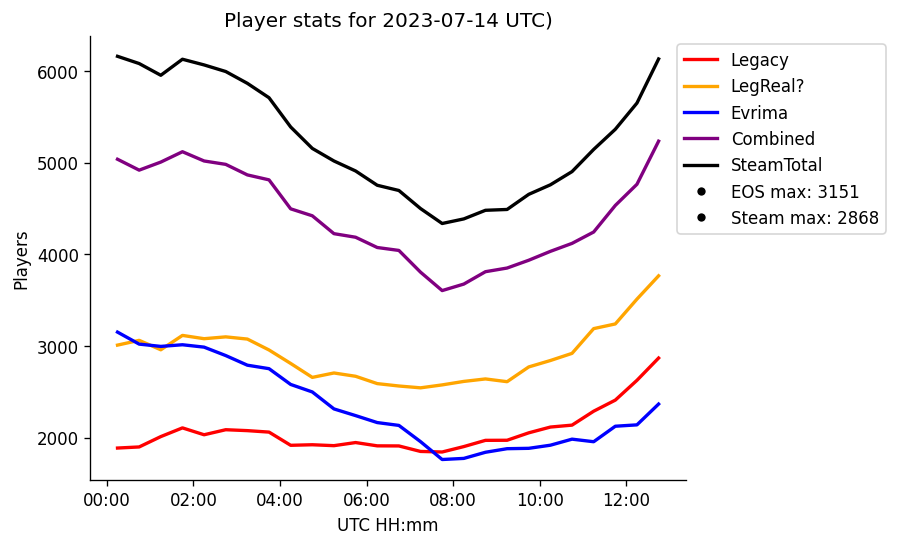 Player stats for 2023-07-14 UTC)
Legacy
LegReal?
Evrima
Combined
SteamTotal
EOS max: 3151
Steam max: 2868
Players
6000
5000
4000
3000
2000
00:00 02:00 04:00 06:00 08:00 10:00 12:00
UTC HH:mm